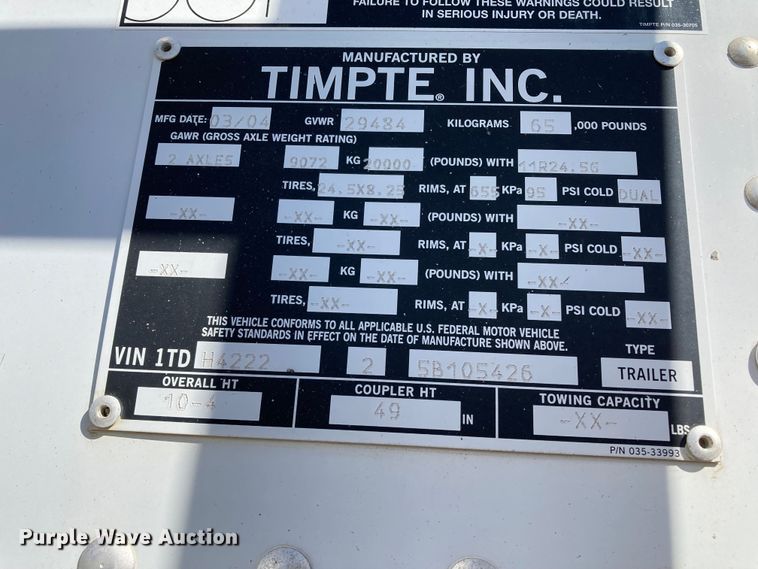 FAILURE TO FOLLOW THESE WARNINGS COULD RESULT
IN SERIOUS INJURY OR DEATH.
TIMPTE P/N 035-30705
MANUFACTURED BY
TIMPTE® INC.
MFG DATE: 03/04 GVWR 29484 KILOGRAMS 65 ,000 POUNDS
GAWR (GROSS AXLE WEIGHT RATING)
2 AXLES 9072 KG 20000 (POUNDS) WITH 11R24.5G
TIRES, 24.5X8.25 RIMS, AT 655 KPa 95 PSI COLD DUAL
-XX- -XX- KG -XX- (POUNDS) WITH -XX-
TIRES, -XX- RIMS, AT -X- KPa -X- PSI COLD -XX-
-XX- -XX- KG -XX- (POUNDS) WITH -XX-
TIRES, -XX- RIMS, AT -X- KPa -X- PSI COLD -XX-
THIS VEHICLE CONFORMS TO ALL APPLICABLE U.S. FEDERAL MOTOR VEHICLE
SAFETY STANDARDS IN EFFECT ON THE DATE OF MANUFACTURE SHOWN ABOVE.
TYPE
VIN 1TD H4222 2 5B105426 TRAILER
OVERALL HT COUPLER HT TOWING CAPACITY
10-4 49 IN -XX- LBS
P/N 035-33993
Purple Wave Auction